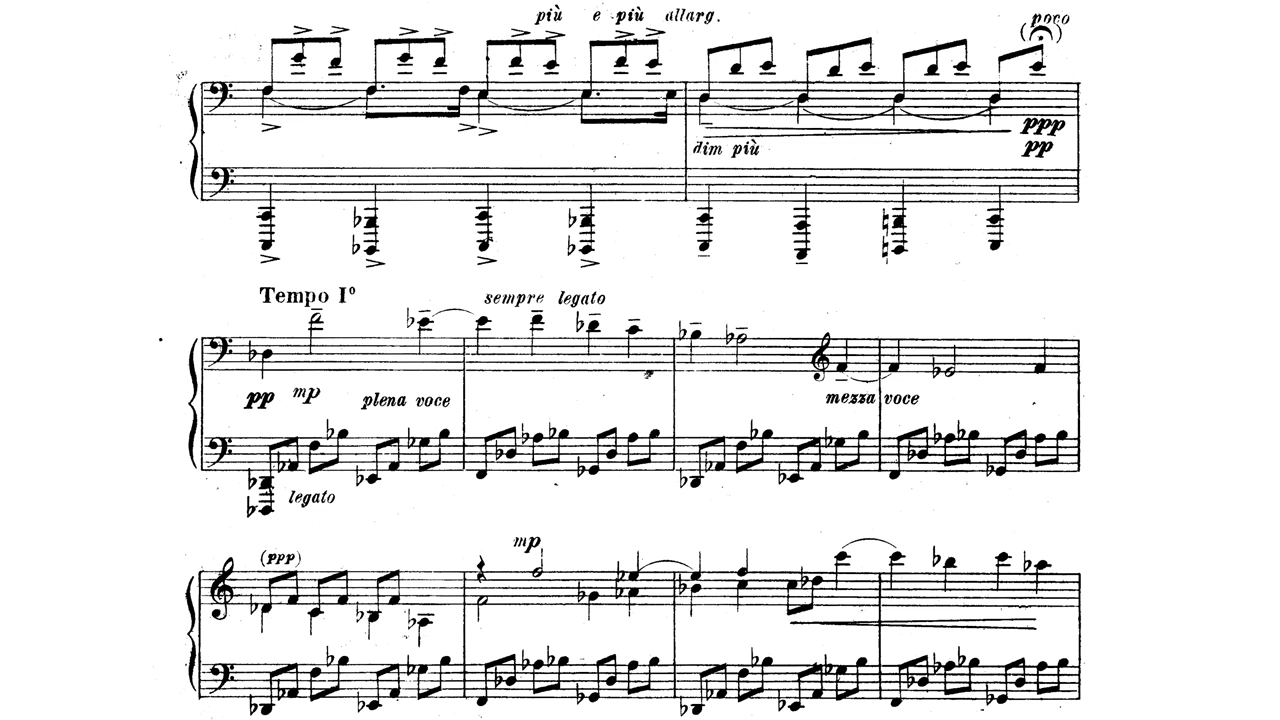 più e più allarg. poco
ppp
dim più pp
Tempo Iº sempre legato
pp mp plena voce mezza voce
legato
(ppp) mp